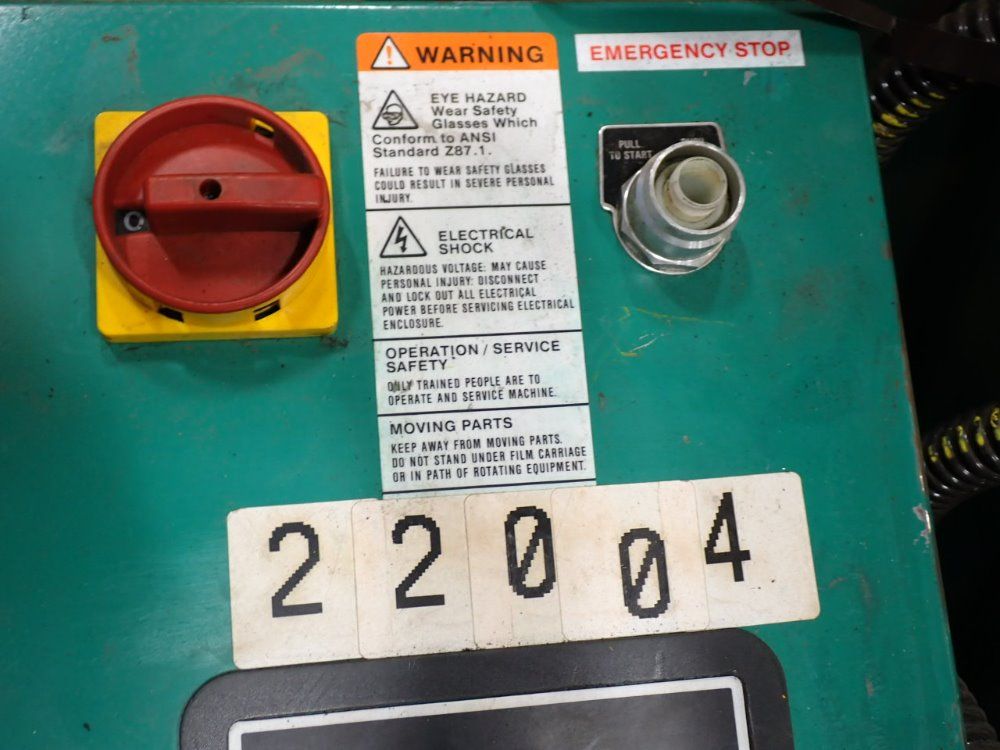 WARNING
EMERGENCY STOP
EYE HAZARD
Wear Safety
Glasses Which
Conform to ANSI
Standard Z87.1.
FAILURE TO WEAR SAFETY GLASSES
COULD RESULT IN SEVERE PERSONAL
INJURY.
PULL
TO START
ELECTRICAL
SHOCK
HAZARDOUS VOLTAGE: MAY CAUSE
PERSONAL INJURY: DISCONNECT
AND LOCK OUT ALL ELECTRICAL
POWER BEFORE SERVICING ELECTRICAL
ENCLOSURE.
OPERATION / SERVICE
SAFETY
ONLY TRAINED PEOPLE ARE TO
OPERATE AND SERVICE MACHINE.
MOVING PARTS
KEEP AWAY FROM MOVING PARTS.
DO NOT STAND UNDER FILM CARRIAGE
OR IN PATH OF ROTATING EQUIPMENT.
22004